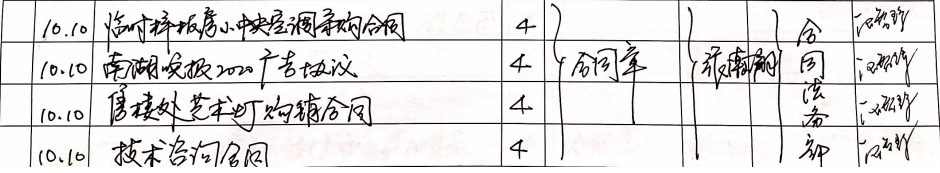 10.10 临时样板房小中央空调采购合同 4 合
10.10 南湖晚报2020广告协议 4 合同章 张 同
10.10 售楼处艺术灯购销合同 4 法务
10.10 技术咨询合同 4 部